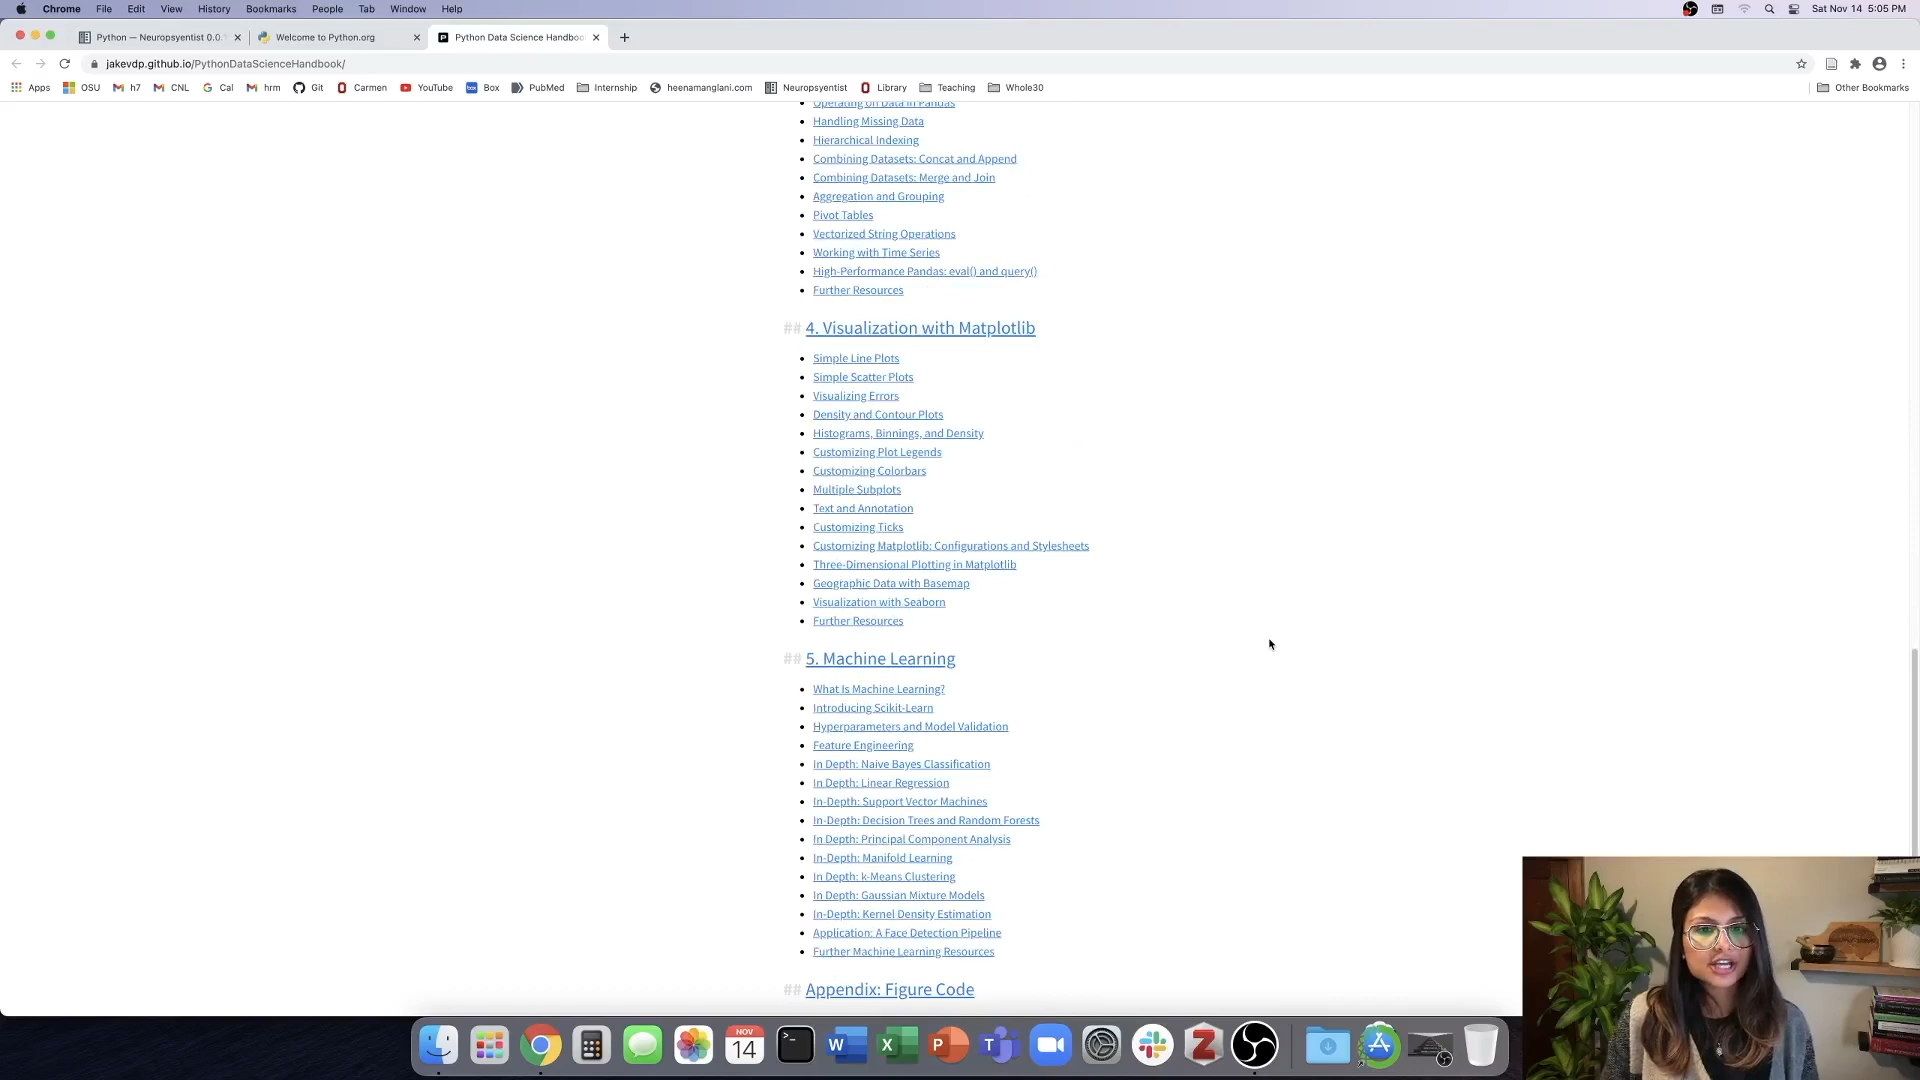 Chrome File Edit View History Bookmarks People Tab Window Help Sat Nov 14 5:05 PM
Python — Neuropsyentist 0.0. Welcome to Python.org Python Data Science Handboo
jakevdp.github.io/PythonDataScienceHandbook/
Apps OSU h7 CNL Cal hrm Git Carmen YouTube Box PubMed Internship heenamanglani.com Neuropsyentist Library Teaching Whole30 Other Bookmarks
Operating on Data in Pandas
Handling Missing Data
Hierarchical Indexing
Combining Datasets: Concat and Append
Combining Datasets: Merge and Join
Aggregation and Grouping
Pivot Tables
Vectorized String Operations
Working with Time Series
High-Performance Pandas: eval() and query()
Further Resources
## 4. Visualization with Matplotlib
Simple Line Plots
Simple Scatter Plots
Visualizing Errors
Density and Contour Plots
Histograms, Binnings, and Density
Customizing Plot Legends
Customizing Colorbars
Multiple Subplots
Text and Annotation
Customizing Ticks
Customizing Matplotlib: Configurations and Stylesheets
Three-Dimensional Plotting in Matplotlib
Geographic Data with Basemap
Visualization with Seaborn
Further Resources
## 5. Machine Learning
What Is Machine Learning?
Introducing Scikit-Learn
Hyperparameters and Model Validation
Feature Engineering
In Depth: Naive Bayes Classification
In Depth: Linear Regression
In-Depth: Support Vector Machines
In-Depth: Decision Trees and Random Forests
In Depth: Principal Component Analysis
In-Depth: Manifold Learning
In Depth: k-Means Clustering
In Depth: Gaussian Mixture Models
In-Depth: Kernel Density Estimation
Application: A Face Detection Pipeline
Further Machine Learning Resources
## Appendix: Figure Code
NOV
14
W X P T Z